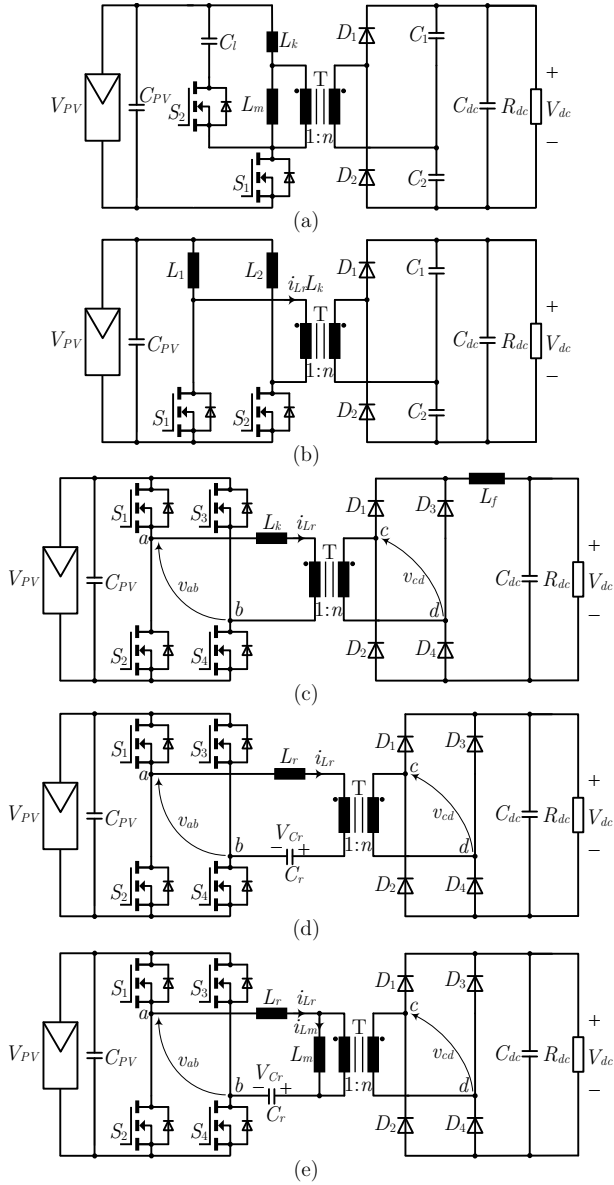 C_l L_k D_1 C_1
V_PV C_PV S_2 L_m T 1:n C_dc R_dc + V_dc −
S_1 D_2 C_2
(a)
L_1 L_2 D_1 C_1
i_Lr L_k
V_PV C_PV T 1:n C_dc R_dc + V_dc −
S_1 S_2 D_2 C_2
(b)
S_1 S_3 D_1 D_3 L_f
a L_k i_Lr c
V_PV C_PV v_ab T 1:n v_cd C_dc R_dc + V_dc −
b d
S_2 S_4 D_2 D_4
(c)
S_1 S_3 D_1 D_3
a L_r i_Lr c
V_PV C_PV v_ab T 1:n v_cd C_dc R_dc + V_dc −
b − V_Cr + C_r d
S_2 S_4 D_2 D_4
(d)
S_1 S_3 D_1 D_3
a L_r i_Lr c
V_PV C_PV v_ab i_Lm L_m T 1:n v_cd C_dc R_dc + V_dc −
b − V_Cr + C_r d
S_2 S_4 D_2 D_4
(e)